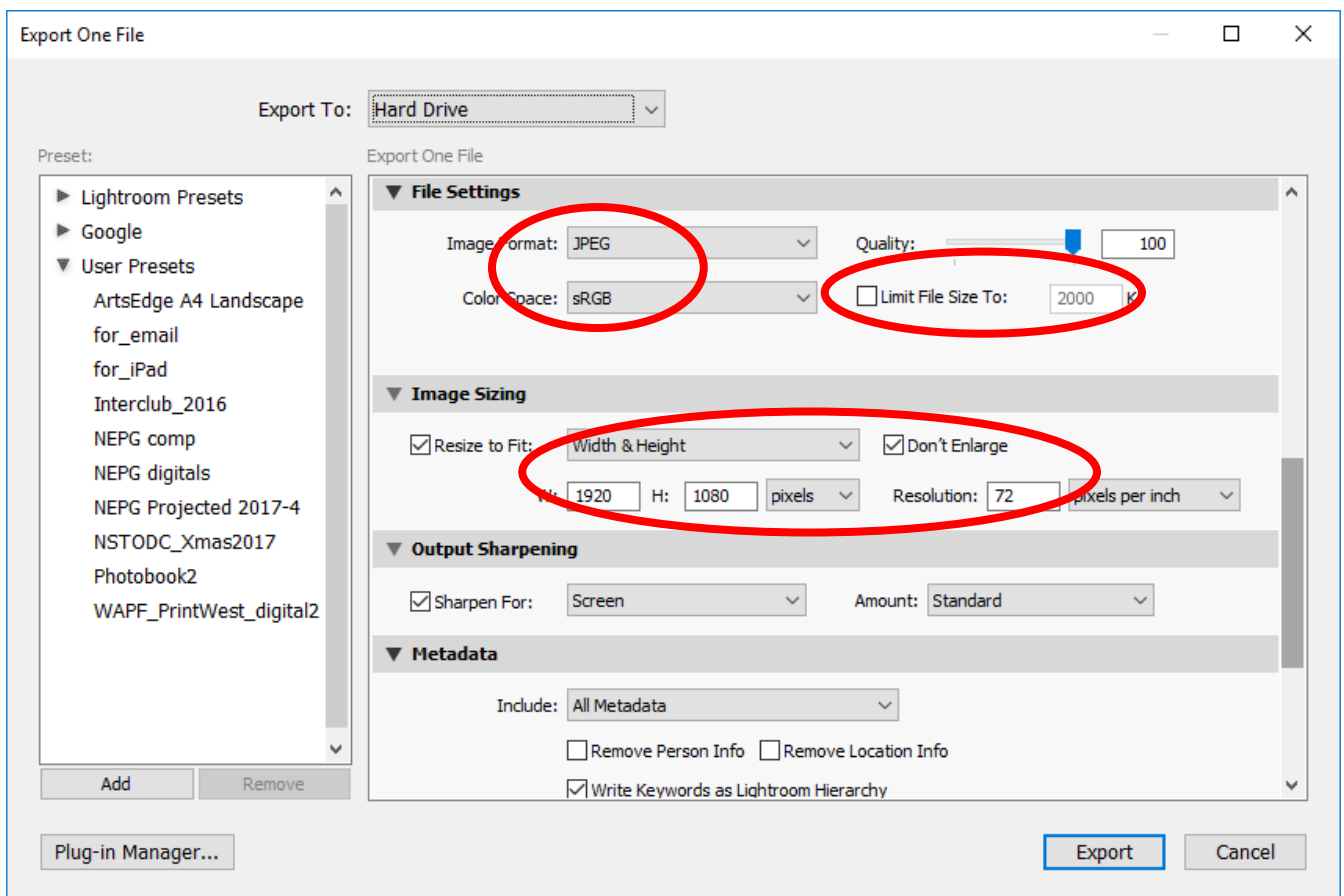 Export One File
Export To: Hard Drive
Preset:
Lightroom Presets
Google
User Presets
ArtsEdge A4 Landscape
for_email
for_iPad
Interclub_2016
NEPG comp
NEPG digitals
NEPG Projected 2017-4
NSTODC_Xmas2017
Photobook2
WAPF_PrintWest_digital2
Add Remove
Export One File
File Settings
Image Format: JPEG Quality: 100
Color Space: sRGB Limit File Size To: 2000 K
Image Sizing
Resize to Fit: Width & Height Don't Enlarge
W: 1920 H: 1080 pixels Resolution: 72 pixels per inch
Output Sharpening
Sharpen For: Screen Amount: Standard
Metadata
Include: All Metadata
Remove Person Info Remove Location Info
Write Keywords as Lightroom Hierarchy
Plug-in Manager... Export Cancel